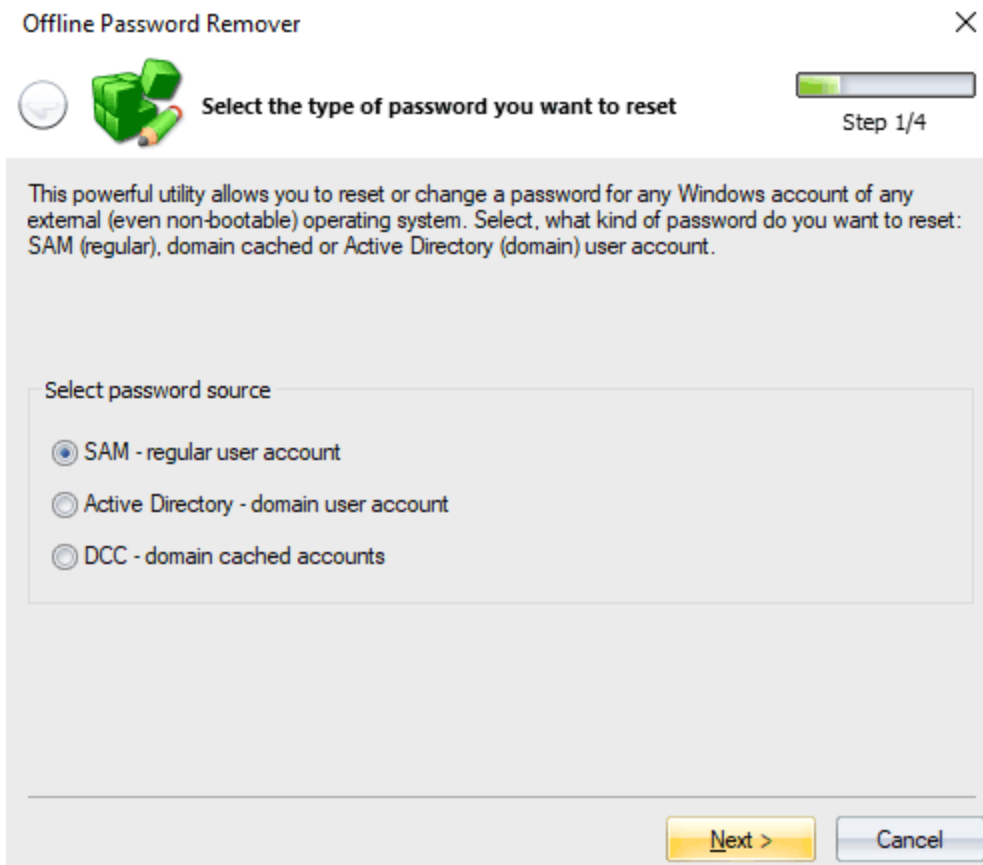 Offline Password Remover
Select the type of password you want to reset
Step 1/4
This powerful utility allows you to reset or change a password for any Windows account of any
external (even non-bootable) operating system. Select, what kind of password do you want to reset:
SAM (regular), domain cached or Active Directory (domain) user account.
Select password source
SAM - regular user account
Active Directory - domain user account
DCC - domain cached accounts
Next >
Cancel